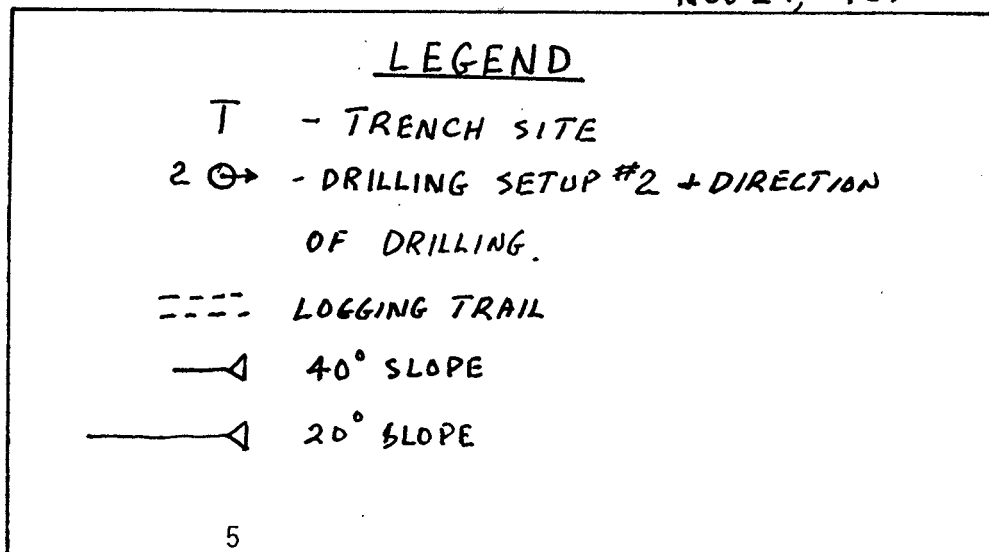 LEGEND
T - TRENCH SITE
2 - DRILLING SETUP #2 + DIRECTION
OF DRILLING.
LOGGING TRAIL
40° SLOPE
20° SLOPE
5